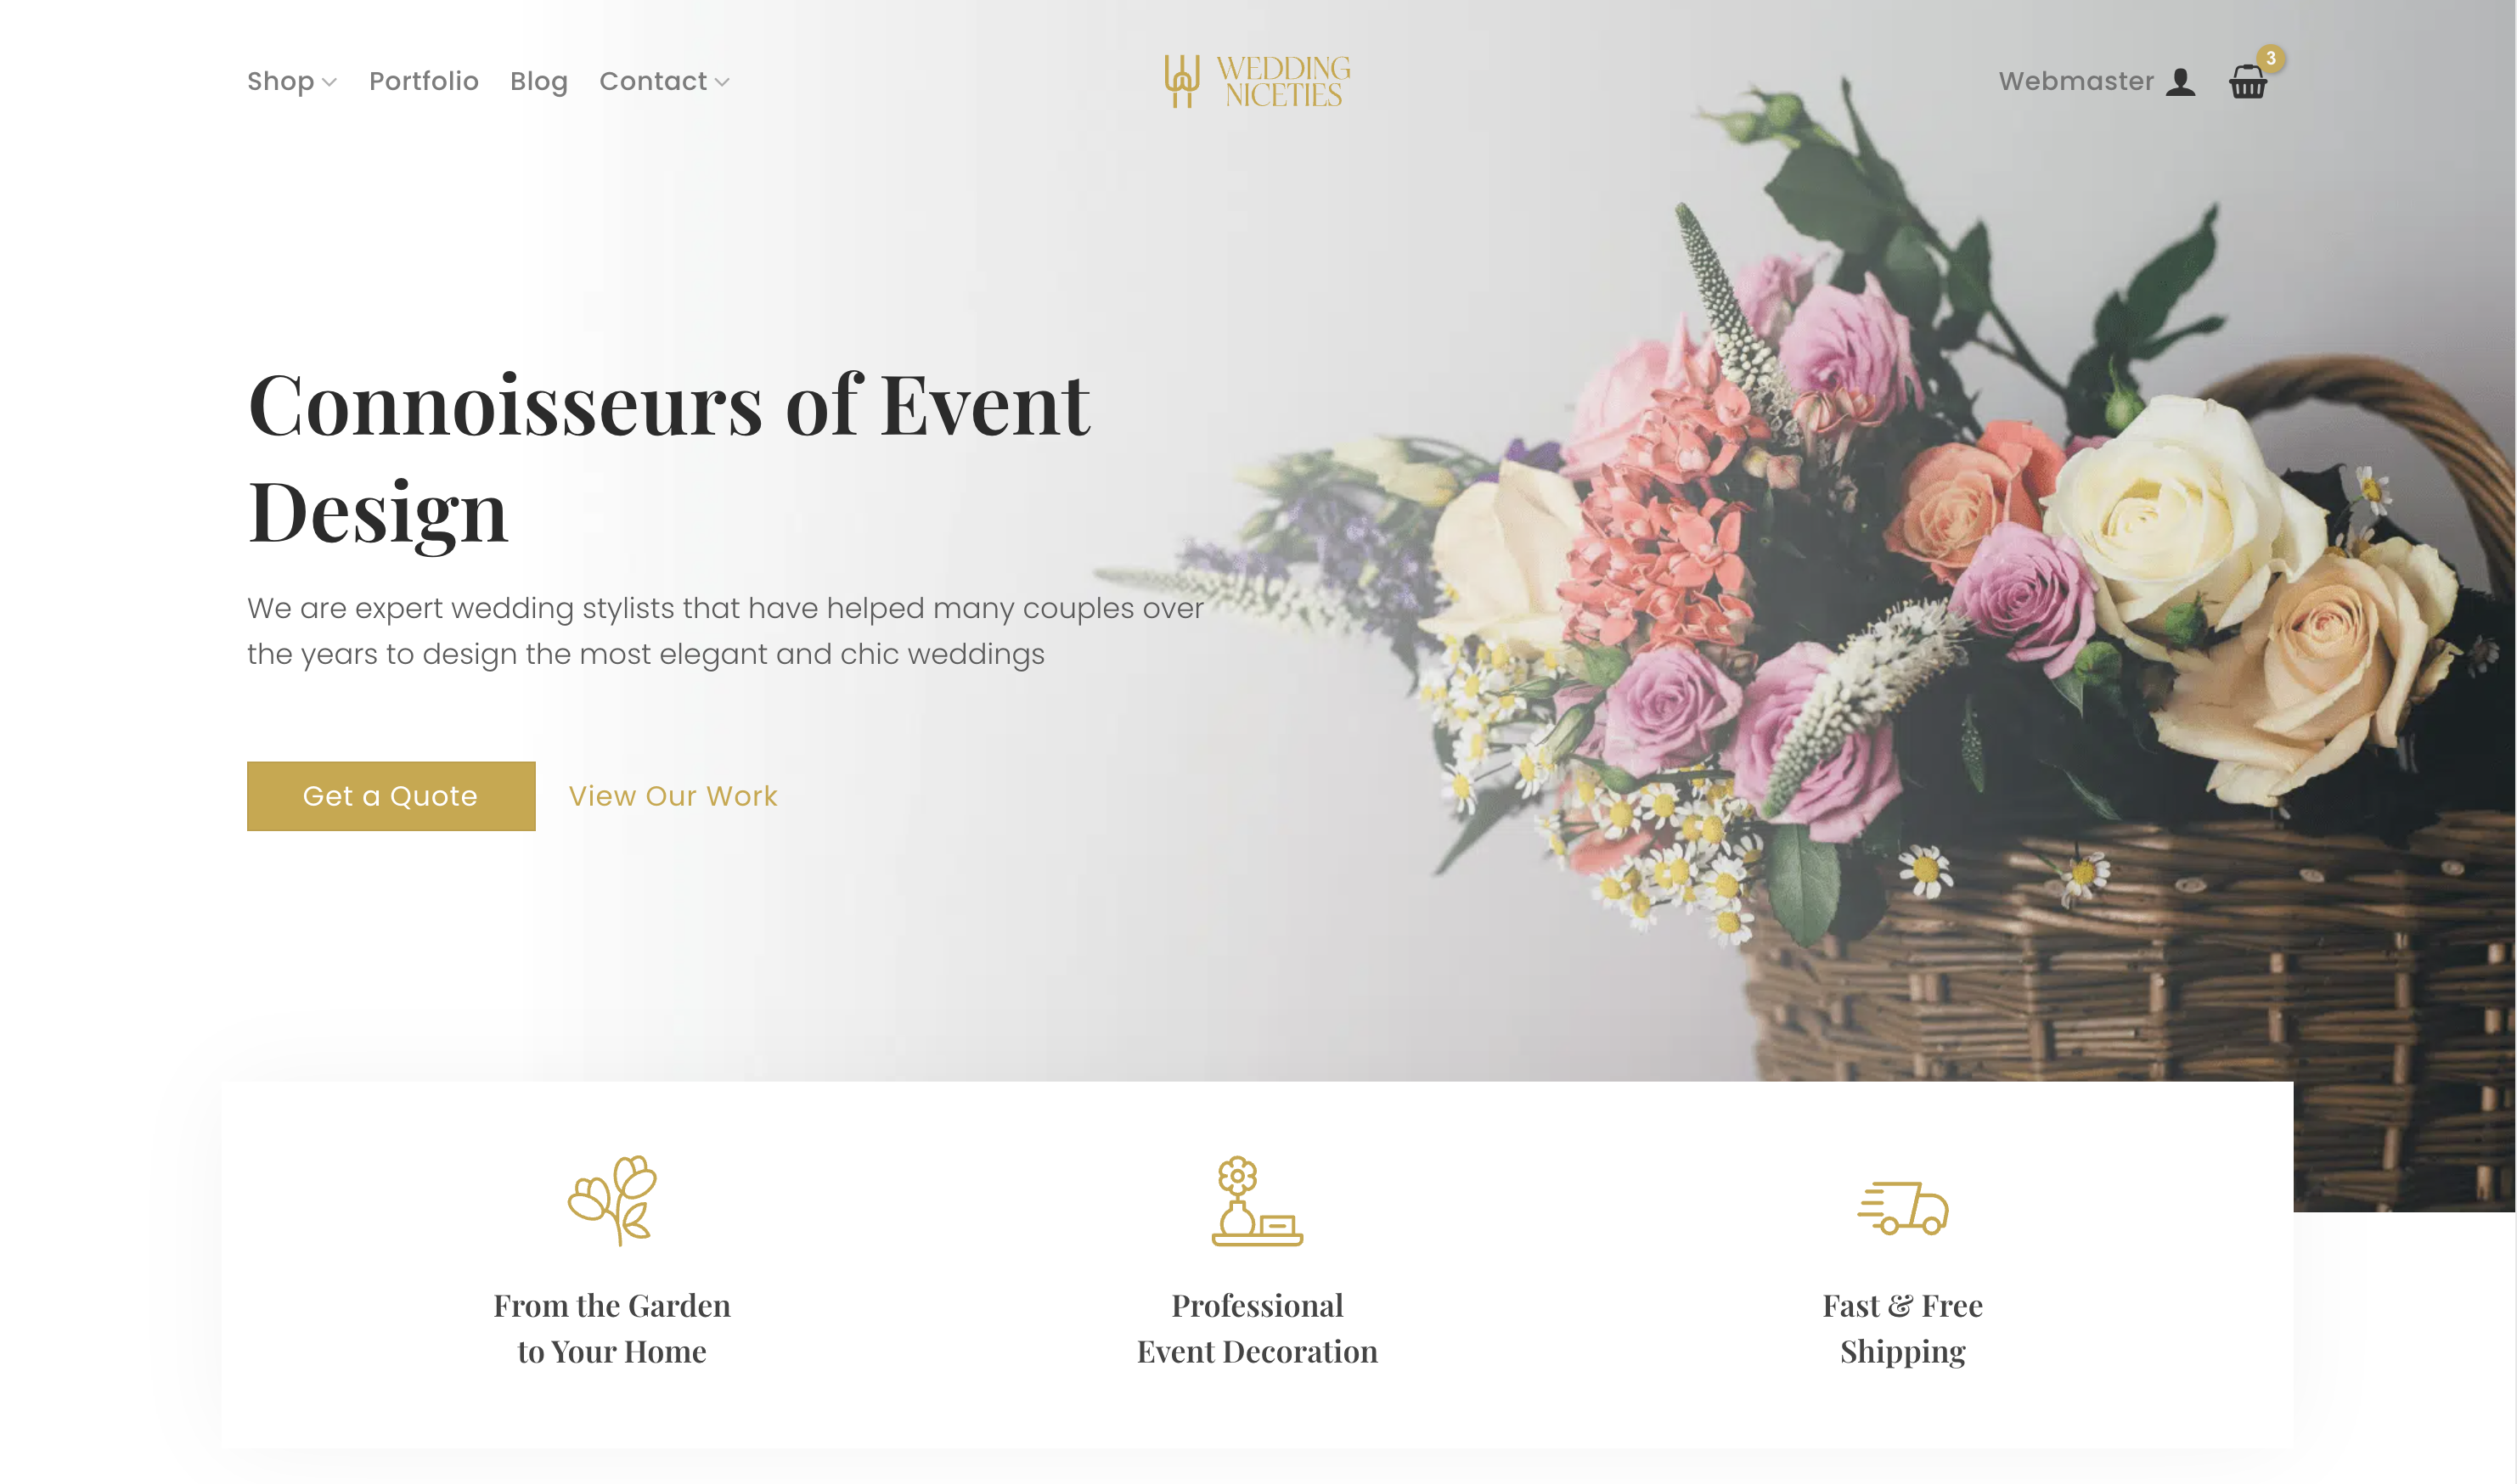 Shop Portfolio Blog Contact
WEDDING
NICETIES
Webmaster
3
Connoisseurs of Event
Design
We are expert wedding stylists that have helped many couples over
the years to design the most elegant and chic weddings
Get a Quote
View Our Work
From the Garden
to Your Home
Professional
Event Decoration
Fast & Free
Shipping